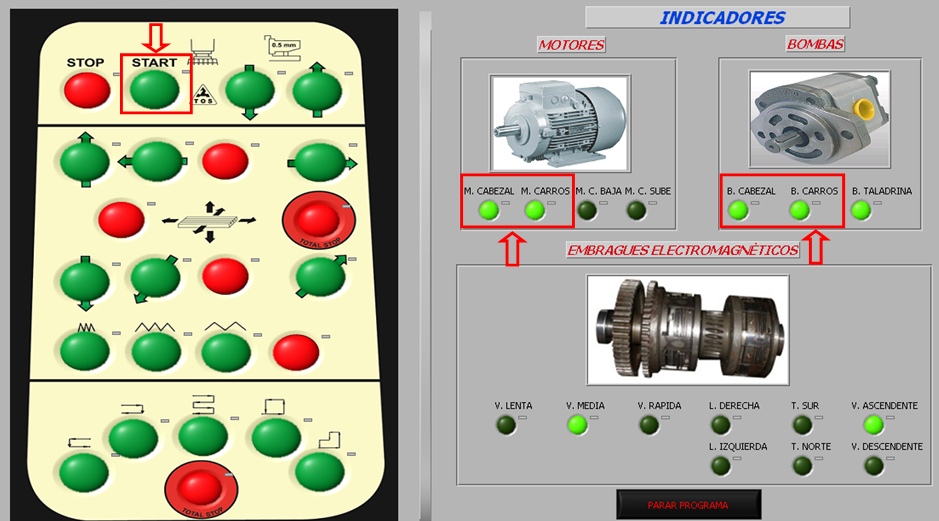 STOP START
0.5 mm
TOS
TOTAL STOP
TOTAL STOP
INDICADORES
MOTORES
BOMBAS
M. CABEZAL M. CARROS M. C. BAJA M. C. SUBE
B. CABEZAL B. CARROS B. TALADRINA
EMBRAGUES ELECTROMAGNÉTICOS
V. LENTA V. MEDIA V. RAPIDA L. DERECHA T. SUR V. ASCENDENTE
L. IZQUIERDA T. NORTE V. DESCENDENTE
PARAR PROGRAMA